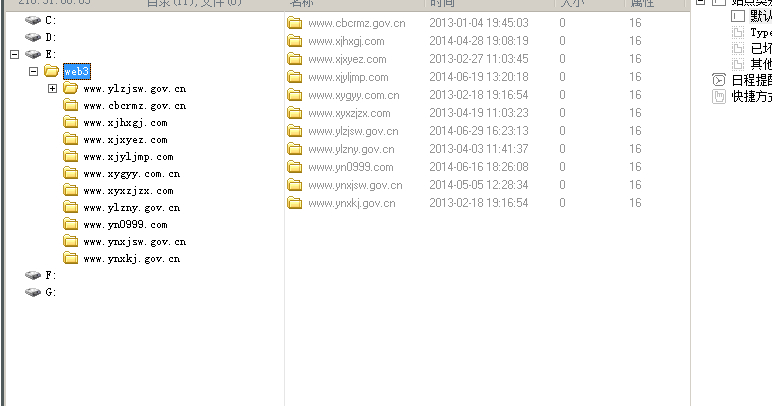 目录(11),文件(0) 名称 时间 大小 属性
C:
D:
E:
web3
www.ylzjsw.gov.cn
www.cbcrmz.gov.cn
www.xjhxgj.com
www.xjxyez.com
www.xjyljmp.com
www.xygyy.com.cn
www.xyxzjzx.com
www.ylzny.gov.cn
www.yn0999.com
www.ynxjsw.gov.cn
www.ynxkj.gov.cn
F:
G:
www.cbcrmz.gov.cn 2013-01-04 19:45:03 0 16
www.xjhxgj.com 2014-04-28 19:08:19 0 16
www.xjxyez.com 2013-02-27 11:03:45 0 16
www.xjyljmp.com 2014-06-19 13:20:18 0 16
www.xygyy.com.cn 2013-02-18 19:16:54 0 16
www.xyxzjzx.com 2013-04-19 11:03:23 0 16
www.ylzjsw.gov.cn 2014-06-29 16:23:13 0 16
www.ylzny.gov.cn 2013-04-03 11:41:37 0 16
www.yn0999.com 2014-06-16 18:26:08 0 16
www.ynxjsw.gov.cn 2014-05-05 12:28:34 0 16
www.ynxkj.gov.cn 2013-02-18 19:16:54 0 16
站点类
默认
Type
已坏
其他
日程提醒
快捷方式